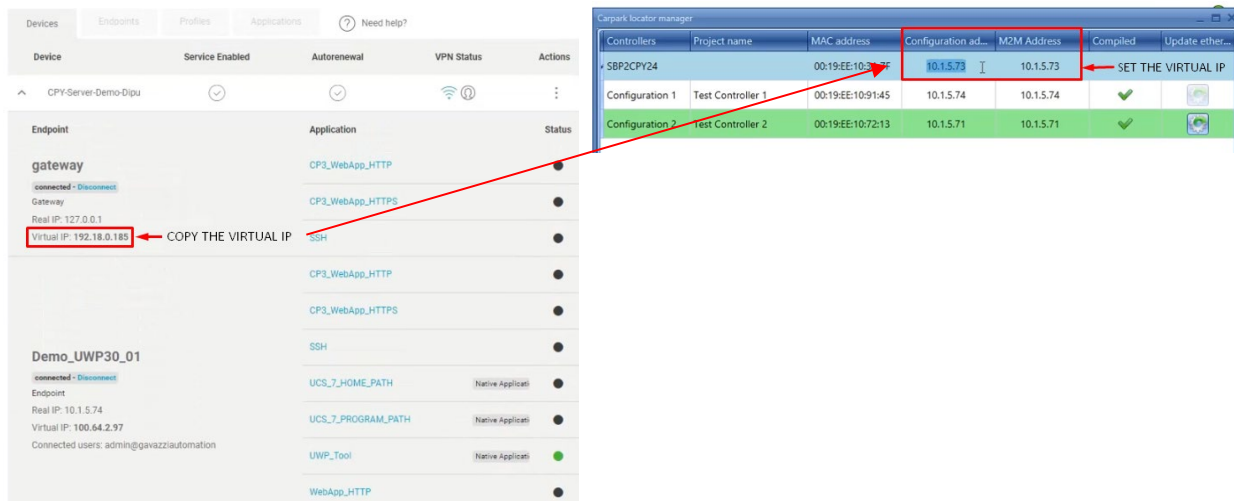 Devices Endpoints Profiles Applications ? Need help?
Device Service Enabled Autorenewal VPN Status Actions
CPY-Server-Demo-Dipu
Endpoint Application Status
gateway
connected - Disconnect
Gateway
Real IP: 127.0.0.1
Virtual IP: 192.18.0.185
COPY THE VIRTUAL IP
CP3_WebApp_HTTP
CP3_WebApp_HTTPS
SSH
Demo_UWP30_01
connected - Disconnect
Endpoint
Real IP: 10.1.5.74
Virtual IP: 100.64.2.97
Connected users: admin@gavazziautomation
CP3_WebApp_HTTP
CP3_WebApp_HTTPS
SSH
UCS_7_HOME_PATH Native Applicati
UCS_7_PROGRAM_PATH Native Applicati
UWP_Tool Native Applicati
WebApp_HTTP
Carpark locator manager
Controllers Project name MAC address Configuration ad... M2M Address Compiled Update ether...
SBP2CPY24 10.1.5.73 10.1.5.73
SET THE VIRTUAL IP
Configuration 1 Test Controller 1 00:19:EE:10:91:45 10.1.5.74 10.1.5.74
Configuration 2 Test Controller 2 00:19:EE:10:72:13 10.1.5.71 10.1.5.71